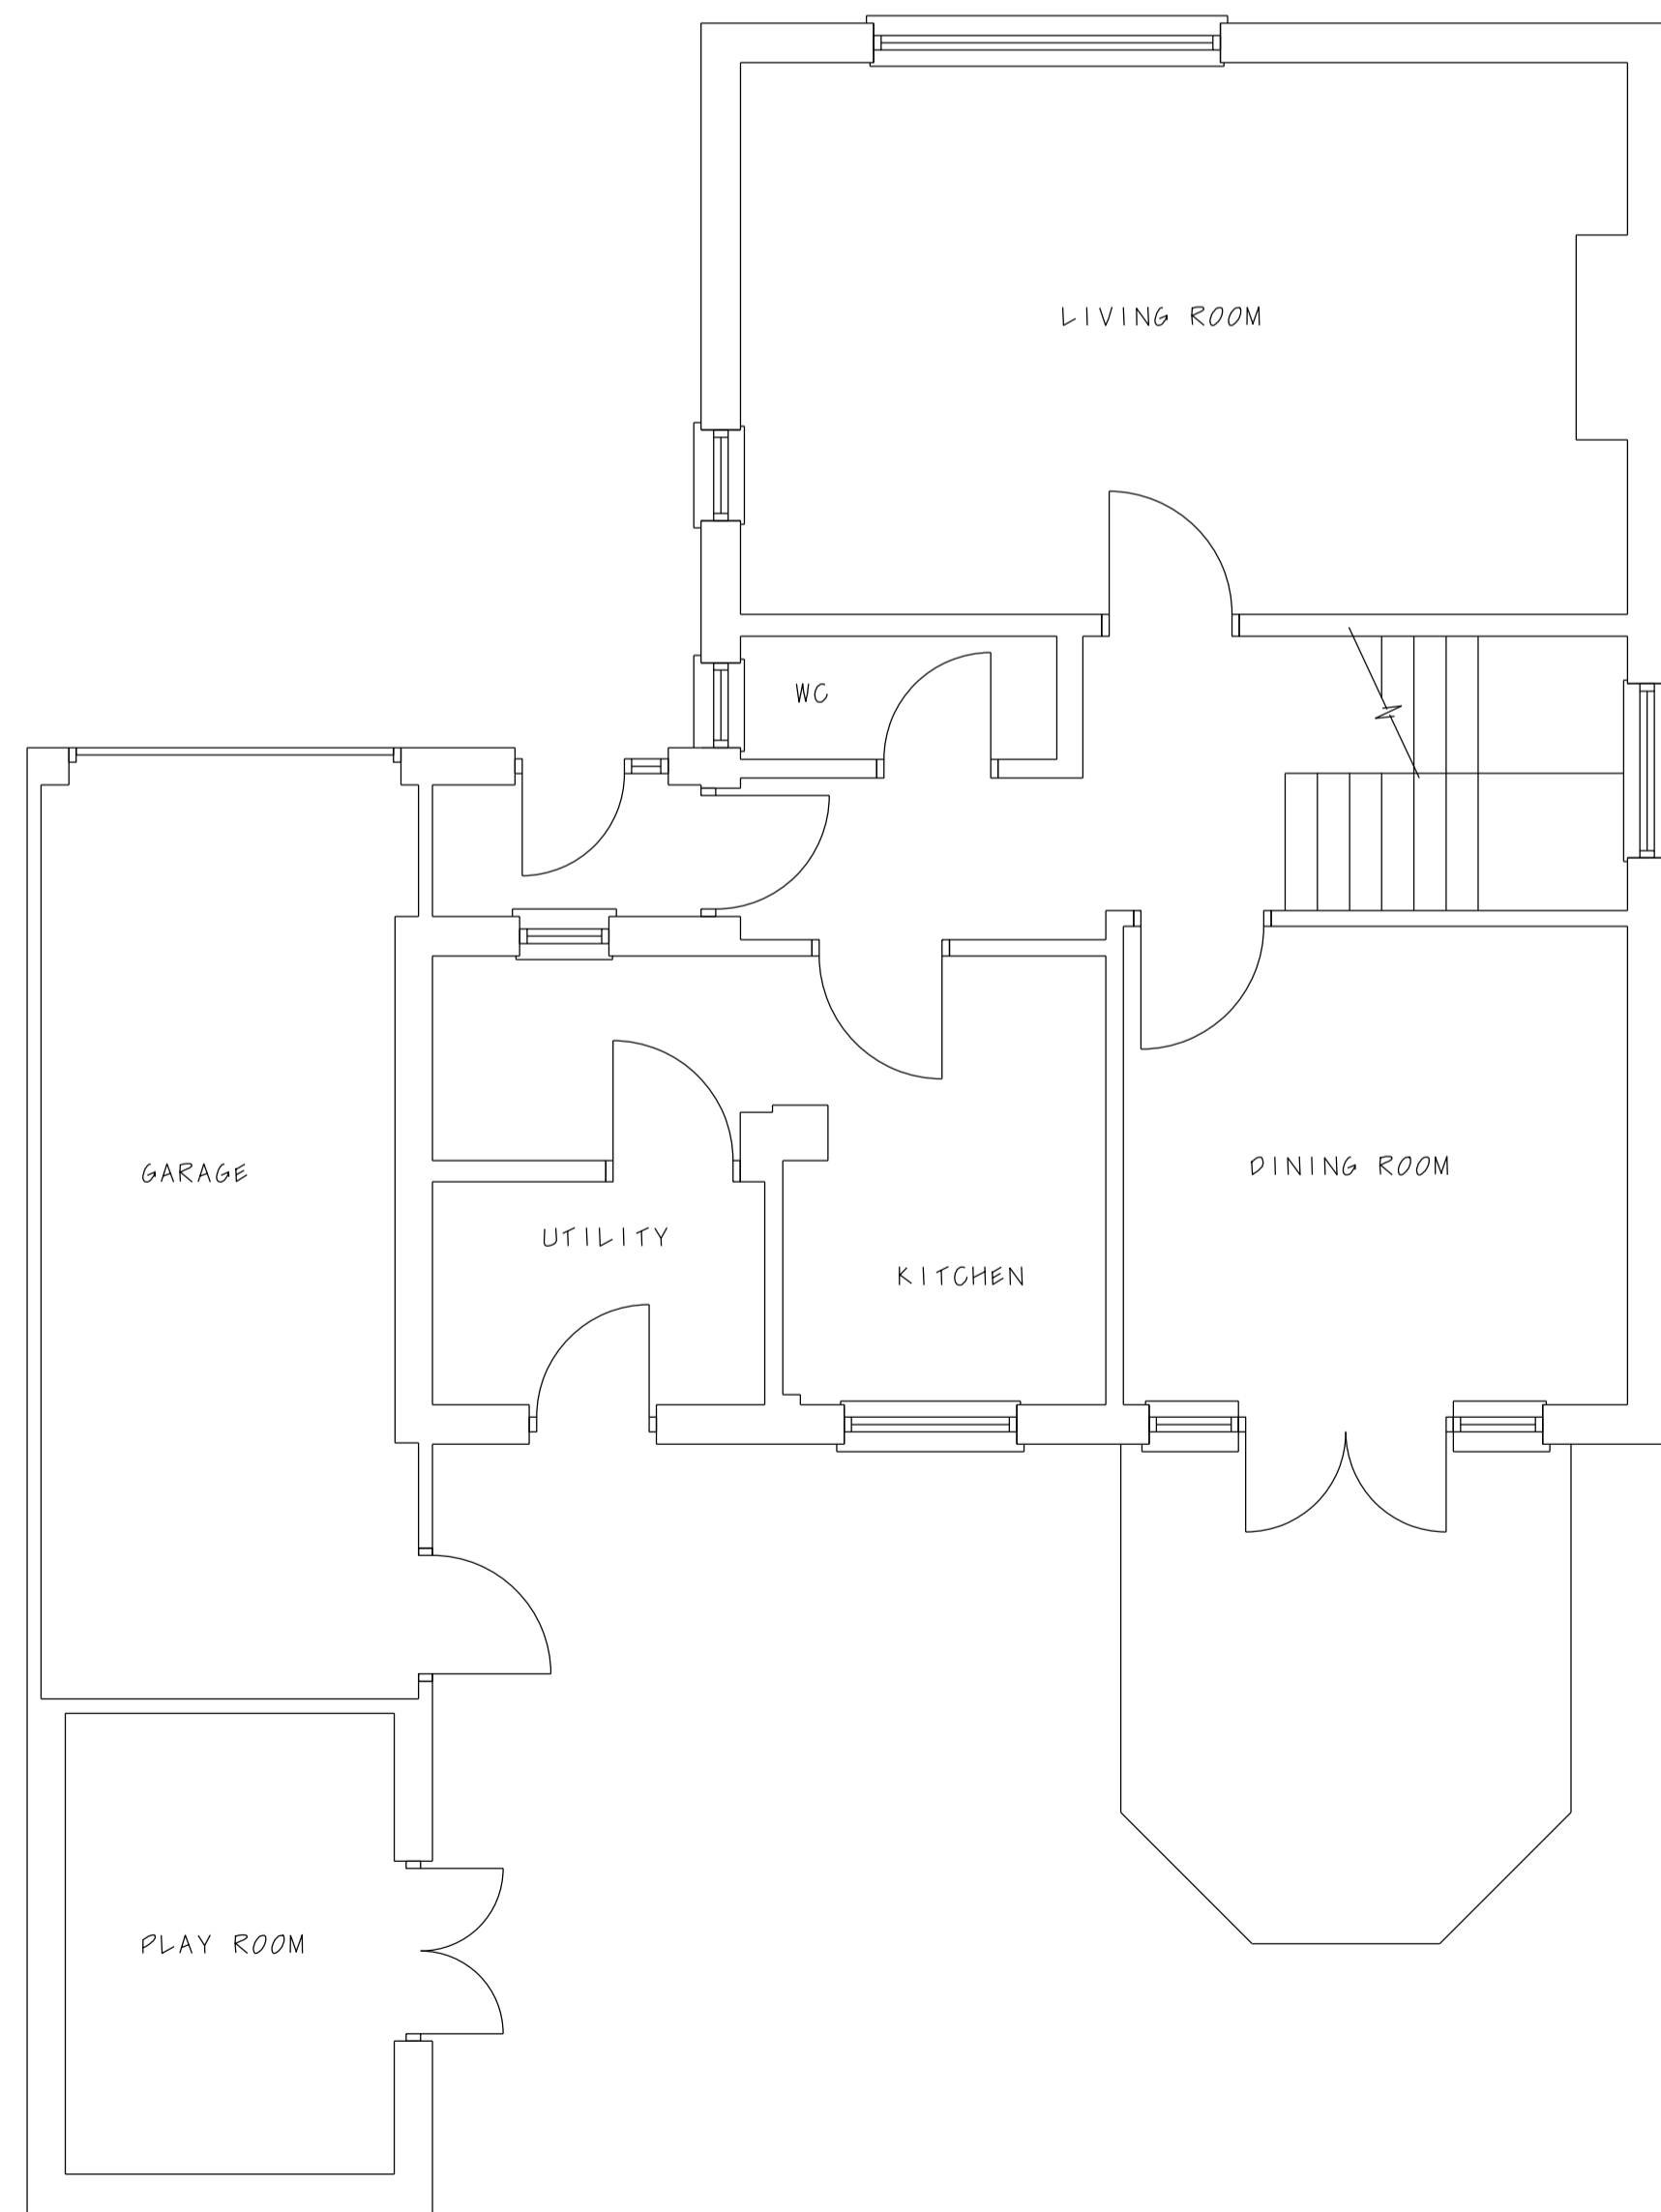 LIVING ROOM
WC
GARAGE
DINING ROOM
UTILITY
KITCHEN
PLAY ROOM